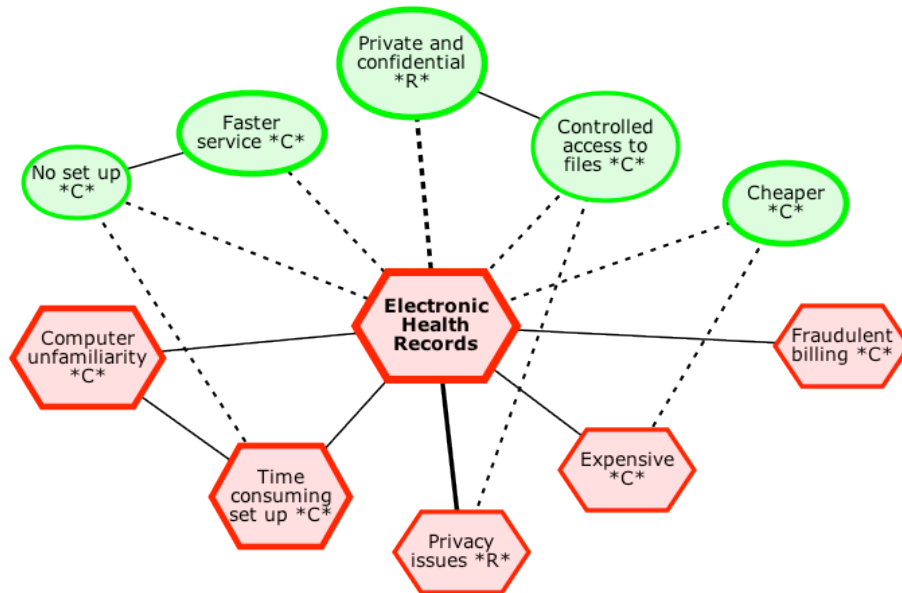 Private and
confidential
*R*
Faster
service *C*
Controlled
access to
files *C*
No set up
*C*
Cheaper
*C*
Electronic
Health
Records
Computer
unfamiliarity
*C*
Fraudulent
billing *C*
Expensive
*C*
Time
consuming
set up *C*
Privacy
issues *R*